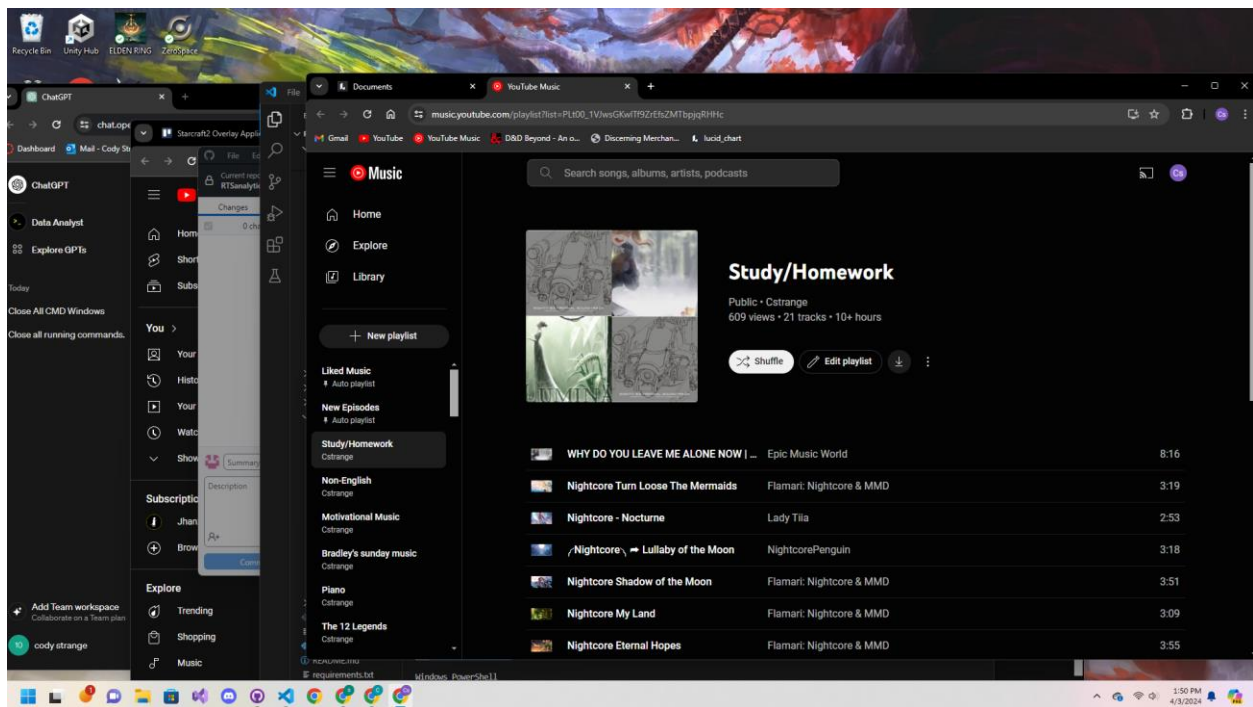 Recycle Bin
Unity Hub
ELDEN RING
ZeroSpace
ChatGPT
chat.ope
Dashboard
Mail - Cody Str
ChatGPT
Data Analyst
Explore GPTs
Today
Close All CMD Windows
Close all running commands.
Add Team workspace
Collaborate on a Team plan
cody strange
Starcraft2 Overlay Appli
Hom
Shor
Subs
You
Your
Histo
Your
Watc
Show
Subscriptic
Jhan
Brow
Explore
Trending
Shopping
Music
File
Current repo
RTSanalytic
Changes
0 cha
Summary
Description
Com
File
README.md
requirements.txt
Windows PowerShell
Documents
YouTube Music
music.youtube.com/playlist?list=
Gmail
YouTube
YouTube Music
D&D Beyond - An o...
Discerning Merchan...
lucid_chart
Music
Search songs, albums, artists, podcasts
Cs
Home
Explore
Library
New playlist
Liked Music
Auto playlist
New Episodes
Auto playlist
Study/Homework
Cstrange
Non-English
Cstrange
Motivational Music
Cstrange
Bradley's sunday music
Cstrange
Piano
Cstrange
The 12 Legends
Cstrange
LUMINA
Study/Homework
Public • Cstrange
609 views • 21 tracks • 10+ hours
Shuffle
Edit playlist
WHY DO YOU LEAVE ME ALONE NOW | ... Epic Music World 8:16
Nightcore Turn Loose The Mermaids Flamari: Nightcore & MMD 3:19
Nightcore - Nocturne Lady Tiia 2:53
╭Nightcore╮ ➡ Lullaby of the Moon NightcorePenguin 3:18
Nightcore Shadow of the Moon Flamari: Nightcore & MMD 3:51
Nightcore My Land Flamari: Nightcore & MMD 3:09
Nightcore Eternal Hopes Flamari: Nightcore & MMD 3:55
1:50 PM
4/3/2024